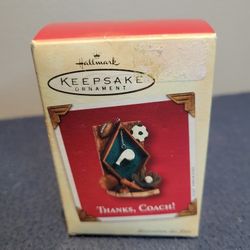 Hallmark
KEEPSAKE
ORNAMENT
THANKS, COACH!